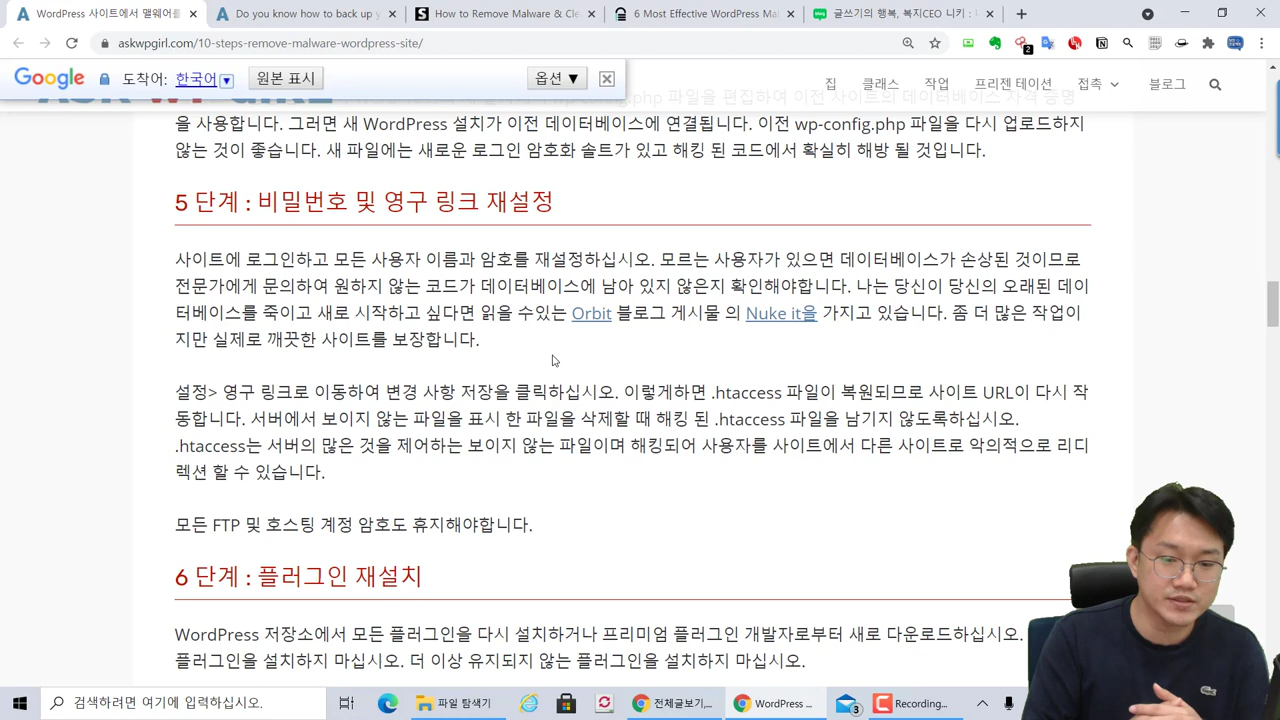 WordPress 사이트에서 맬웨어를
Do you know how to back up y
How to Remove Malware & Cle
6 Most Effective WordPress Mal
글쓰기의 행복, 복지CEO 니키 :
askwpgirl.com/10-steps-remove-malware-wordpress-site/
2
Google 도착어: 한국어 원본 표시 옵션 ▼
집 클래스 작업 프리젠 테이션 접촉 블로그
php 파일을 편집하여 이전 사이트의 데이터베이스 자격 증명
을 사용합니다. 그러면 새 WordPress 설치가 이전 데이터베이스에 연결됩니다. 이전 wp-config.php 파일을 다시 업로드하지
않는 것이 좋습니다. 새 파일에는 새로운 로그인 암호화 솔트가 있고 해킹 된 코드에서 확실히 해방 될 것입니다.
5 단계 : 비밀번호 및 영구 링크 재설정
사이트에 로그인하고 모든 사용자 이름과 암호를 재설정하십시오. 모르는 사용자가 있으면 데이터베이스가 손상된 것이므로
전문가에게 문의하여 원하지 않는 코드가 데이터베이스에 남아 있지 않은지 확인해야합니다. 나는 당신이 당신의 오래된 데이
터베이스를 죽이고 새로 시작하고 싶다면 읽을 수있는 Orbit 블로그 게시물 의 Nuke it을 가지고 있습니다. 좀 더 많은 작업이
지만 실제로 깨끗한 사이트를 보장합니다.
설정> 영구 링크로 이동하여 변경 사항 저장을 클릭하십시오. 이렇게하면 .htaccess 파일이 복원되므로 사이트 URL이 다시 작
동합니다. 서버에서 보이지 않는 파일을 표시 한 파일을 삭제할 때 해킹 된 .htaccess 파일을 남기지 않도록하십시오.
.htaccess는 서버의 많은 것을 제어하는 보이지 않는 파일이며 해킹되어 사용자를 사이트에서 다른 사이트로 악의적으로 리디
렉션 할 수 있습니다.
모든 FTP 및 호스팅 계정 암호도 휴지해야합니다.
6 단계 : 플러그인 재설치
WordPress 저장소에서 모든 플러그인을 다시 설치하거나 프리미엄 플러그인 개발자로부터 새로 다운로드하십시오.
플러그인을 설치하지 마십시오. 더 이상 유지되지 않는 플러그인을 설치하지 마십시오.
검색하려면 여기에 입력하십시오.
파일 탐색기
전체글보기,...
WordPress ...
3
Recording...